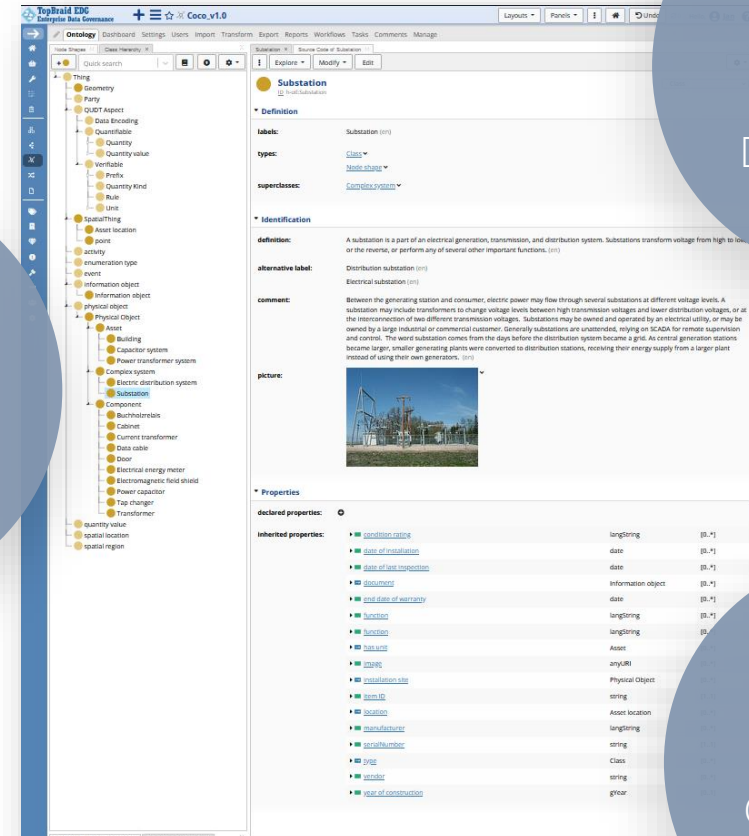 TopBraid EDG
Enterprise Data Governance
Coco_v1.0
Layouts
Panels
Undo
Ontology Dashboard Settings Users Import Transform Export Reports Workflows Tasks Comments Manage
Node Shapes
Class Hierarchy
Quick search
Thing
Geometry
Party
QUDT Aspect
Data Encoding
Quantifiable
Quantity
Quantity value
Verifiable
Prefix
Quantity Kind
Rule
Unit
SpatialThing
Asset location
point
activity
enumeration type
event
information object
Information object
physical object
Physical Object
Asset
Building
Capacitor system
Power transformer system
Complex system
Electric distribution system
Substation
Component
Buchholzrelais
Cabinet
Current transformer
Data cable
Door
Electrical energy meter
Electromagnetic field shield
Power capacitor
Tap changer
Transformer
quantity value
spatial location
spatial region
Substation
Source Code of Substation
Explore
Modify
Edit
Substation
Definition
labels: Substation (en)
types: Class
Node shape
superclasses: Complex system
Identification
definition: A substation is a part of an electrical generation, transmission, and distribution system. Substations transform voltage from high to
or the reverse, or perform any of several other important functions. (en)
alternative label: Distribution substation (en)
Electrical substation (en)
comment: Between the generating station and consumer, electric power may flow through several substations at different voltage levels. A
substation may include transformers to change voltage levels between high transmission voltages and lower distribution voltages, or at
the interconnection of two different transmission voltages. Substations may be owned and operated by an electrical utility, or may be
owned by a large industrial or commercial customer. Generally substations are unattended, relying on SCADA for remote supervision
and control. The word substation comes from the days before the distribution system became a grid. As central generation stations
became larger, smaller generating plants were converted to distribution stations, receiving their energy supply from a larger plant
instead of using their own generators. (en)
picture:
Properties
declared properties:
inherited properties: condition rating langString [0..*]
date of installation date [0..*]
date of last inspection date [0..*]
document Information object [0..*]
end date of warranty date [0..*]
function langString [0..*]
function langString
has unit Asset
image anyURI
installation site Physical Object
item ID string
location Asset location
manufacturer langString
serialNumber string
type Class
vendor string
year of construction gYear